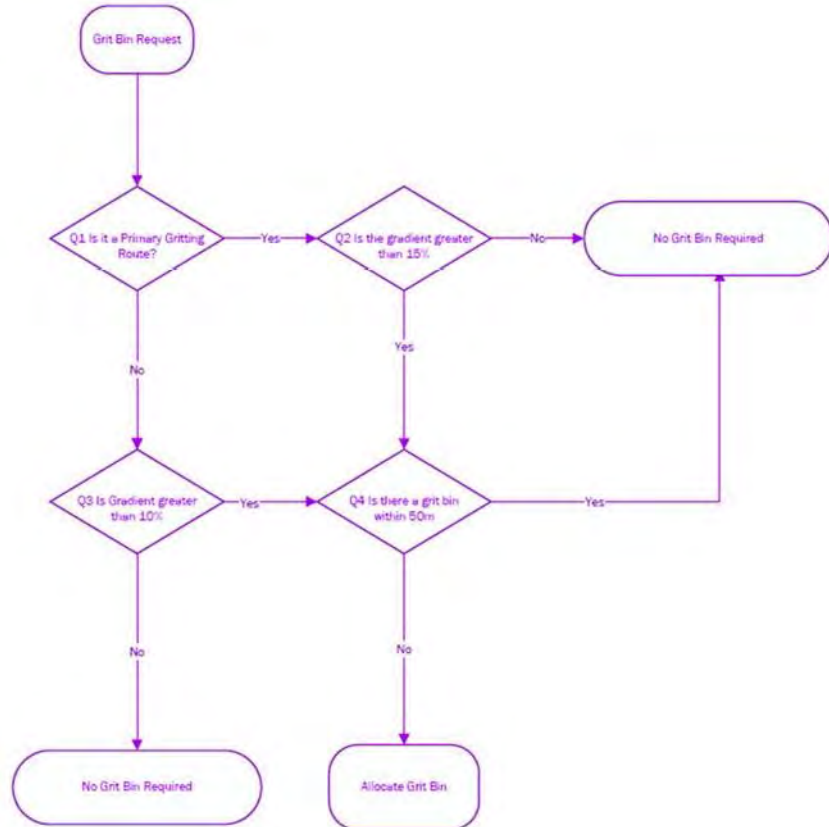 Grit Bin Request
Q1 Is it a Primary Gritting
Route?
Yes
Q2 Is the gradient greater
than 15%
No
No Grit Bin Required
Yes
No
Q3 Is Gradient greater
than 10%
Yes
Q4 Is there a grit bin
within 50m
Yes
No
No
No Grit Bin Required
Allocate Grit Bin